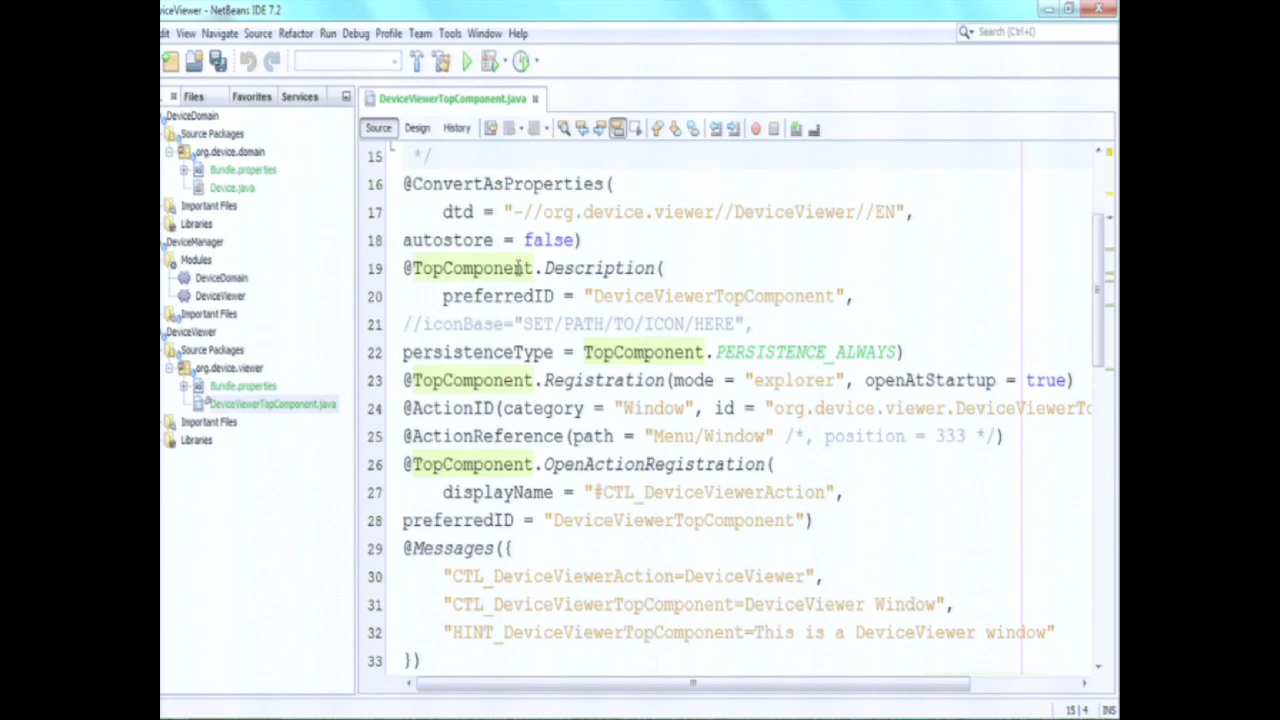 viceViewer - NetBeans IDE 7.2
dit View Navigate Source Refactor Run Debug Profile Team Tools Window Help
Search (Ctrl+I)
Files Favorites Services
DeviceViewerTopComponent.java
Source Design History
DeviceDomain
Source Packages
org.device.domain
Bundle.properties
Device.java
Important Files
Libraries
DeviceManager
Modules
DeviceDomain
DeviceViewer
Important Files
DeviceViewer
Source Packages
org.device.viewer
Bundle.properties
DeviceViewerTopComponent.java
Important Files
Libraries
15 */
16 @ConvertAsProperties(
17 dtd = "-//org.device.viewer//DeviceViewer//EN",
18 autostore = false)
19 @TopComponent.Description(
20 preferredID = "DeviceViewerTopComponent",
21 //iconBase="SET/PATH/TO/ICON/HERE",
22 persistenceType = TopComponent.PERSISTENCE_ALWAYS)
23 @TopComponent.Registration(mode = "explorer", openAtStartup = true)
24 @ActionID(category = "Window", id = "org.device.viewer.DeviceViewerTo
25 @ActionReference(path = "Menu/Window" /*, position = 333 */)
26 @TopComponent.OpenActionRegistration(
27 displayName = "#CTL_DeviceViewerAction",
28 preferredID = "DeviceViewerTopComponent")
29 @Messages({
30 "CTL_DeviceViewerAction=DeviceViewer",
31 "CTL_DeviceViewerTopComponent=DeviceViewer Window",
32 "HINT_DeviceViewerTopComponent=This is a DeviceViewer window"
33 })
15|4 INS